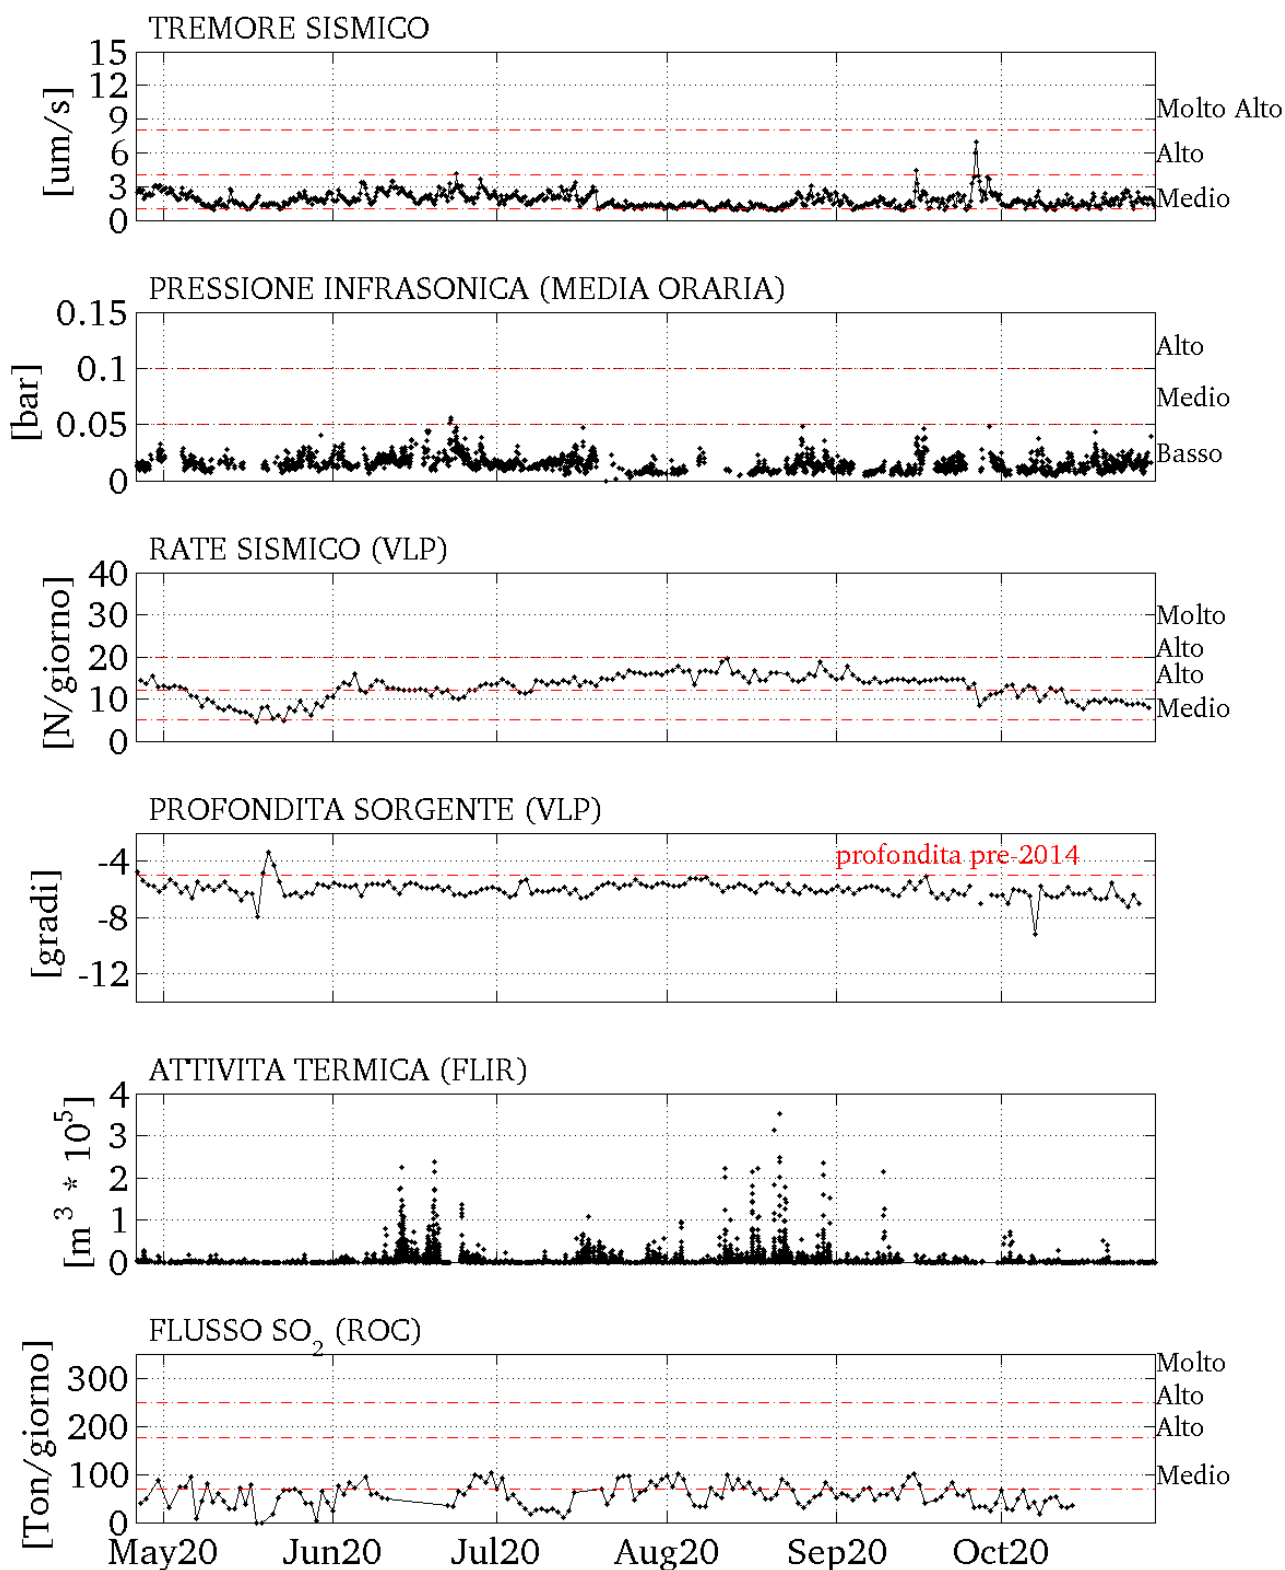 TREMORE SISMICO
15
12
9
6
3
0
[um/s]
Molto Alto
Alto
Medio
PRESSIONE INFRASONICA (MEDIA ORARIA)
0.15
0.1
0.05
0
[bar]
Alto
Medio
Basso
RATE SISMICO (VLP)
40
30
20
10
0
[N/giorno]
Molto
Alto
Alto
Medio
PROFONDITA SORGENTE (VLP)
-4
-8
-12
[gradi]
profondita pre-2014
ATTIVITA TERMICA (FLIR)
4
3
2
1
0
[m³ * 10⁵]
FLUSSO SO₂ (ROC)
300
200
100
0
[Ton/giorno]
Molto
Alto
Alto
Medio
May20 Jun20 Jul20 Aug20 Sep20 Oct20